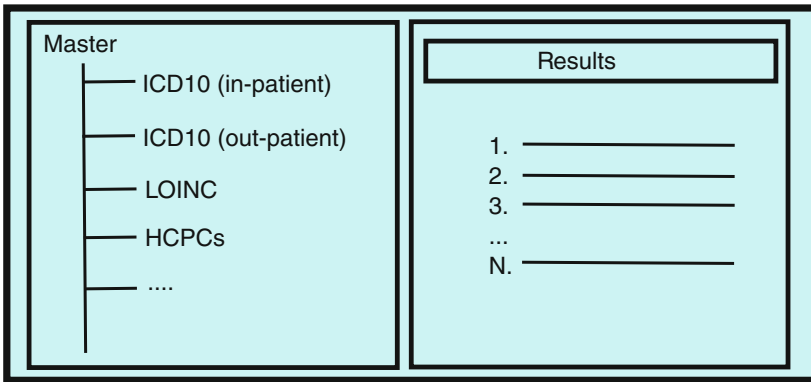 Master
ICD10 (in-patient)
ICD10 (out-patient)
LOINC
HCPCs
....
Results
1.
2.
3.
...
N.